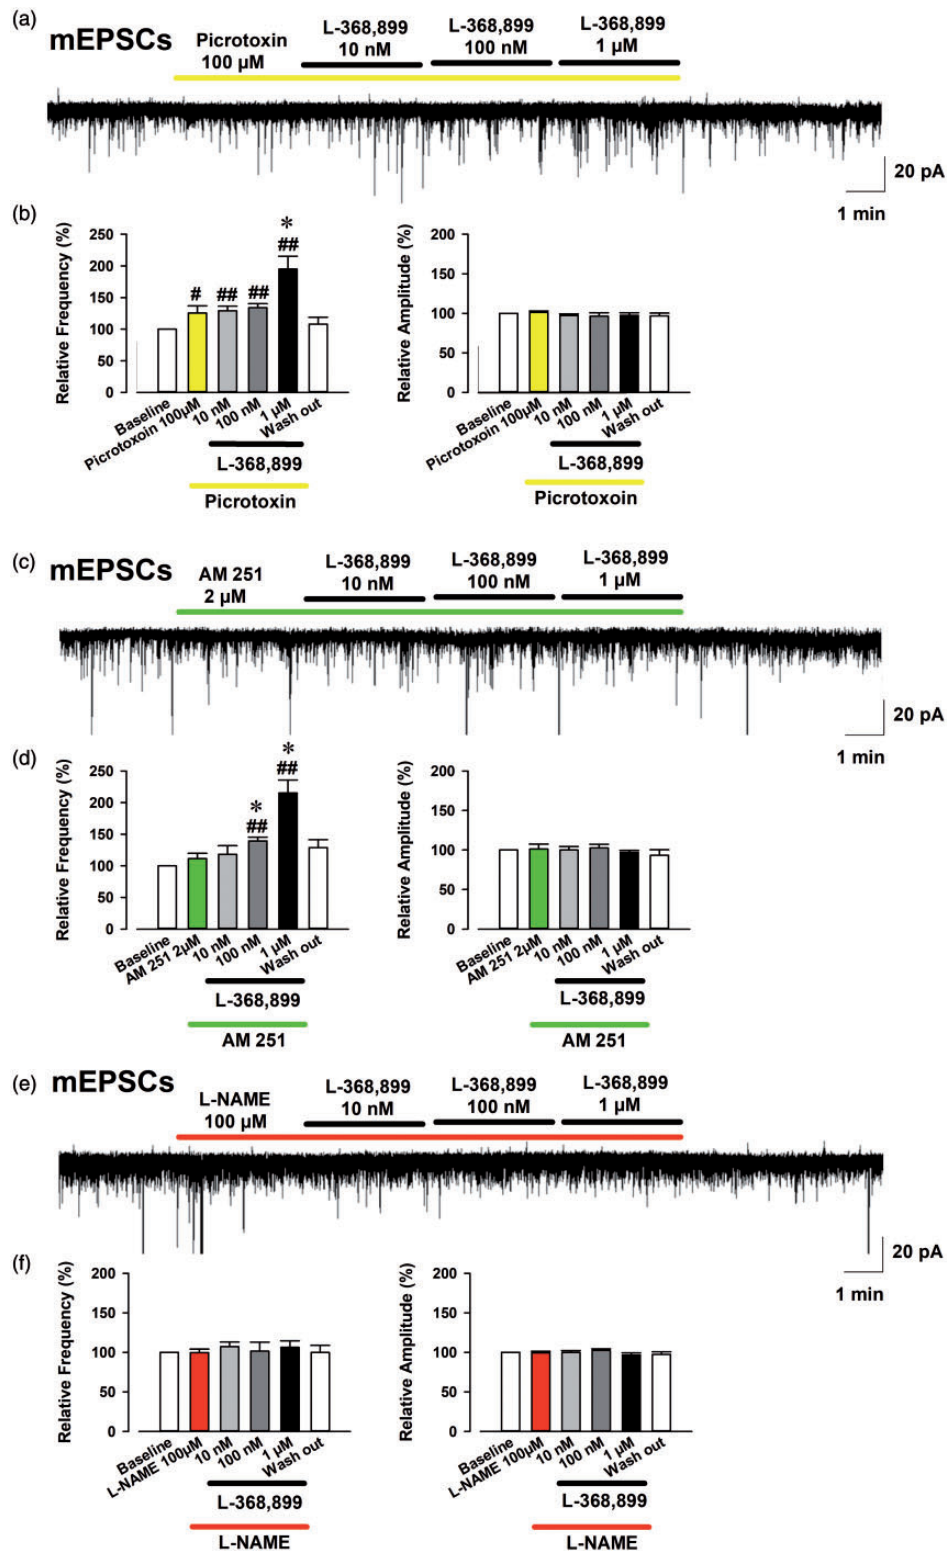 (a)
mEPSCs
Picrotoxin
100 µM
L-368,899
10 nM
L-368,899
100 nM
L-368,899
1 µM
20 pA
1 min
(b)
Relative Frequency (%)
250
200
150
100
50
0
#
##
##
*
##
Baseline
Picrotoxoin 100µM
10 nM
100 nM
1 µM
Wash out
L-368,899
Picrotoxin
Relative Amplitude (%)
200
150
100
50
0
Baseline
Picrotoxoin 100µM
10 nM
100 nM
1 µM
Wash out
L-368,899
Picrotoxoin
(c)
mEPSCs
AM 251
2 µM
L-368,899
10 nM
L-368,899
100 nM
L-368,899
1 µM
20 pA
1 min
(d)
Relative Frequency (%)
250
200
150
100
50
0
*
##
*
##
Baseline
AM 251 2µM
10 nM
100 nM
1 µM
Wash out
L-368,899
AM 251
Relative Amplitude (%)
200
150
100
50
0
Baseline
AM 251 2µM
10 nM
100 nM
1 µM
Wash out
L-368,899
AM 251
(e)
mEPSCs
L-NAME
100 µM
L-368,899
10 nM
L-368,899
100 nM
L-368,899
1 µM
20 pA
1 min
(f)
Relative Frequency (%)
200
150
100
50
0
Baseline
L-NAME 100µM
10 nM
100 nM
1 µM
Wash out
L-368,899
L-NAME
Relative Amplitude (%)
200
150
100
50
0
Baseline
L-NAME 100µM
10 nM
100 nM
1 µM
Wash out
L-368,899
L-NAME